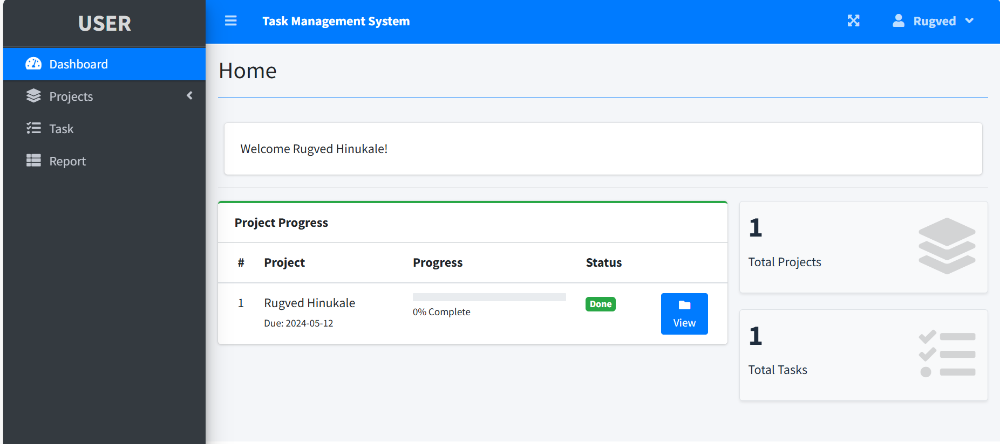 USER
Task Management System
Rugved
Dashboard
Projects
Task
Report
Home
Welcome Rugved Hinukale!
Project Progress
# Project Progress Status
1 Rugved Hinukale 0% Complete Done View
Due: 2024-05-12
1
Total Projects
1
Total Tasks